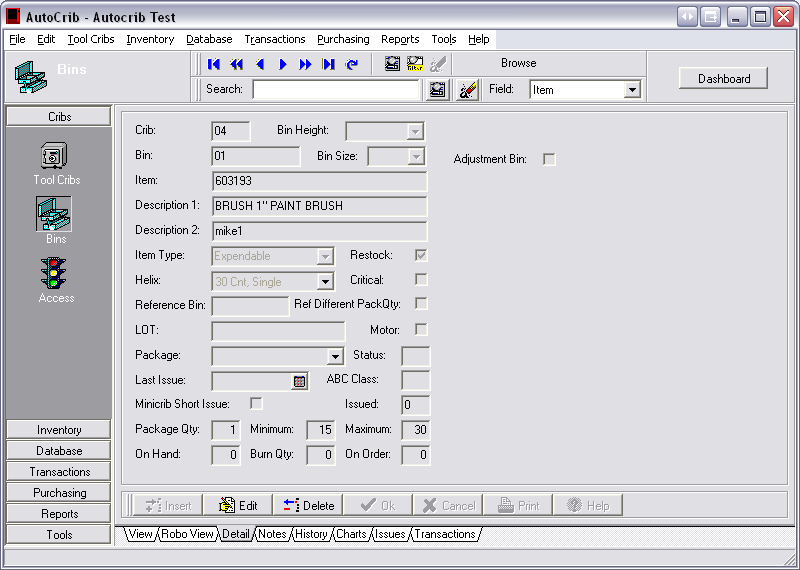 AutoCrib - Autocrib Test
File Edit Tool Cribs Inventory Database Transactions Purchasing Reports Tools Help
Bins
filter
Browse
Search: Field: Item
Dashboard
Cribs
Tool Cribs
Bins
Access
Inventory
Database
Transactions
Purchasing
Reports
Tools
Crib: 04 Bin Height:
Bin: 01 Bin Size: Adjustment Bin:
Item: 603193
Description 1: BRUSH 1" PAINT BRUSH
Description 2: mike1
Item Type: Expendable Restock:
Helix: 30 Cnt, Single Critical:
Reference Bin: Ref Different PackQty:
LOT: Motor:
Package: Status:
Last Issue: ABC Class:
Minicrib Short Issue: Issued: 0
Package Qty: 1 Minimum: 15 Maximum: 30
On Hand: 0 Burn Qty: 0 On Order: 0
Insert Edit Delete Ok Cancel Print Help
View Robo View Detail Notes History Charts Issues Transactions